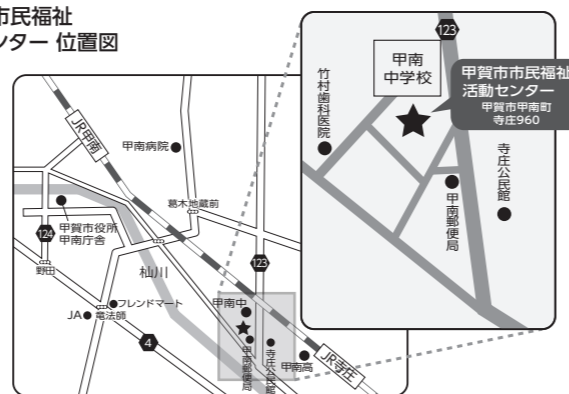 市民福祉
ンター 位置図
123
甲南
中学校
竹村歯科医院
甲賀市市民福祉
活動センター
甲賀市甲南町
寺庄960
寺庄公民館
甲南郵便局
JR甲南
甲南病院
葛木地蔵前
甲賀市役所
甲南庁舎
124
野田
杣川
123
フレンドマート
JA
竜法師
4
甲南中
甲南郵便局
寺庄公民館
甲南高
JR寺庄